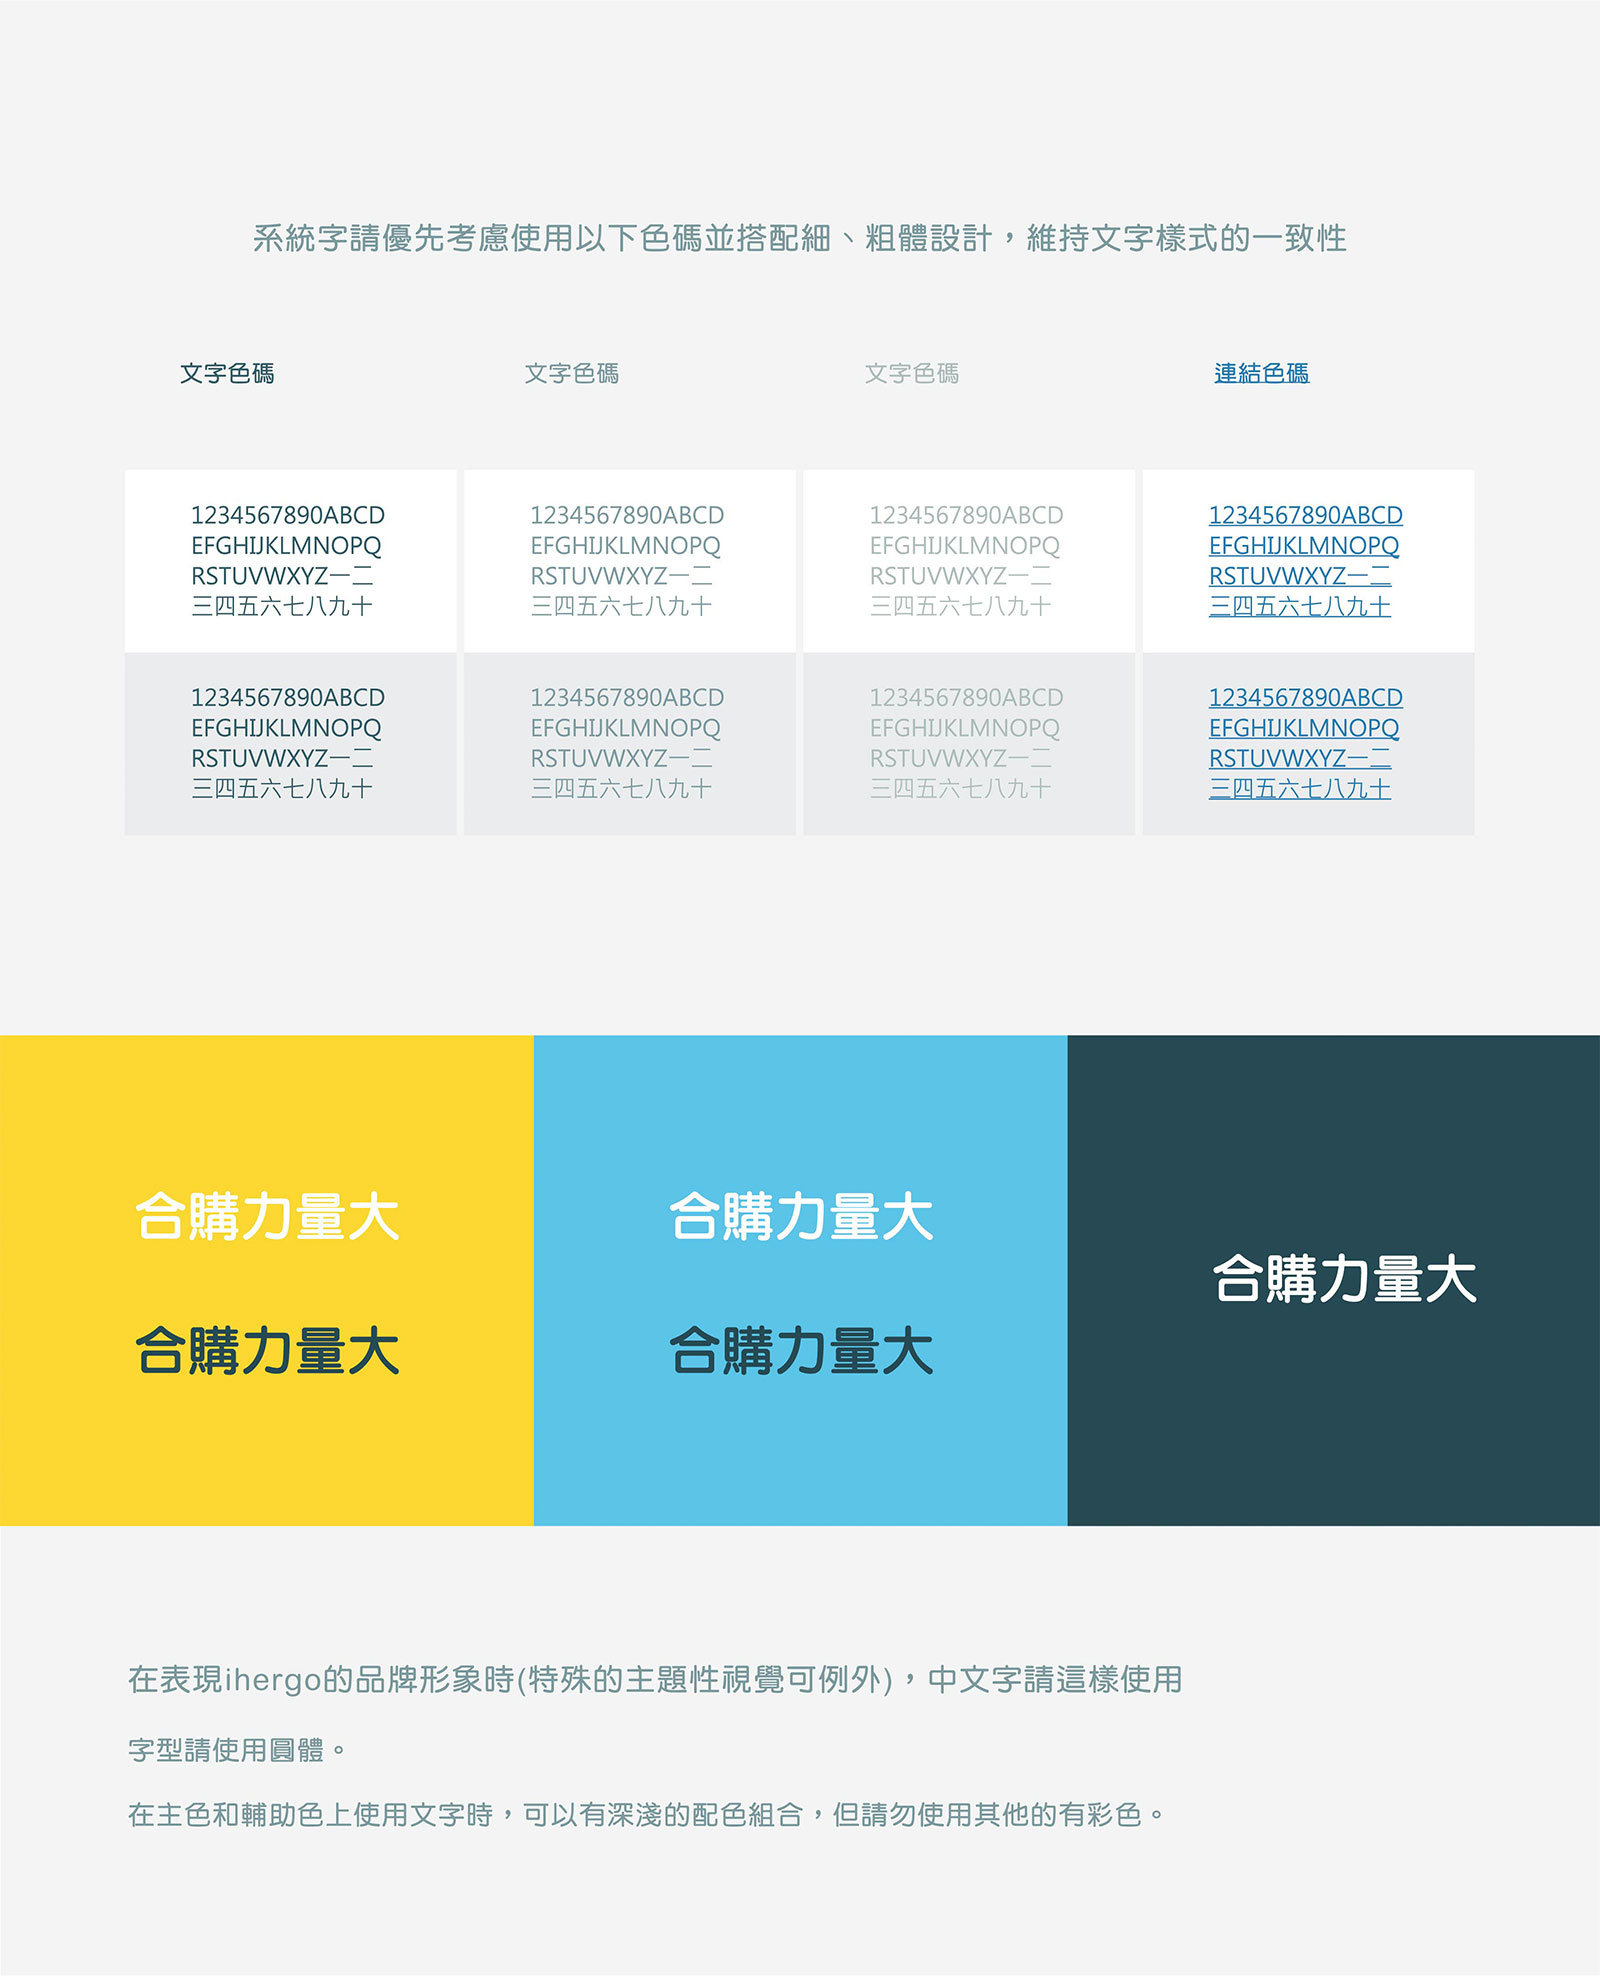 系統字請優先考慮使用以下色碼並搭配細、粗體設計，維持文字樣式的一致性
文字色碼
文字色碼
文字色碼
連結色碼
1234567890ABCD
EFGHIJKLMNOPQ
RSTUVWXYZ一二
三四五六七八九十
1234567890ABCD
EFGHIJKLMNOPQ
RSTUVWXYZ一二
三四五六七八九十
1234567890ABCD
EFGHIJKLMNOPQ
RSTUVWXYZ一二
三四五六七八九十
1234567890ABCD
EFGHIJKLMNOPQ
RSTUVWXYZ一二
三四五六七八九十
1234567890ABCD
EFGHIJKLMNOPQ
RSTUVWXYZ一二
三四五六七八九十
1234567890ABCD
EFGHIJKLMNOPQ
RSTUVWXYZ一二
三四五六七八九十
1234567890ABCD
EFGHIJKLMNOPQ
RSTUVWXYZ一二
三四五六七八九十
1234567890ABCD
EFGHIJKLMNOPQ
RSTUVWXYZ一二
三四五六七八九十
合購力量大
合購力量大
合購力量大
合購力量大
合購力量大
在表現ihergo的品牌形象時(特殊的主題性視覺可例外)，中文字請這樣使用
字型請使用圓體。
在主色和輔助色上使用文字時，可以有深淺的配色組合，但請勿使用其他的有彩色。